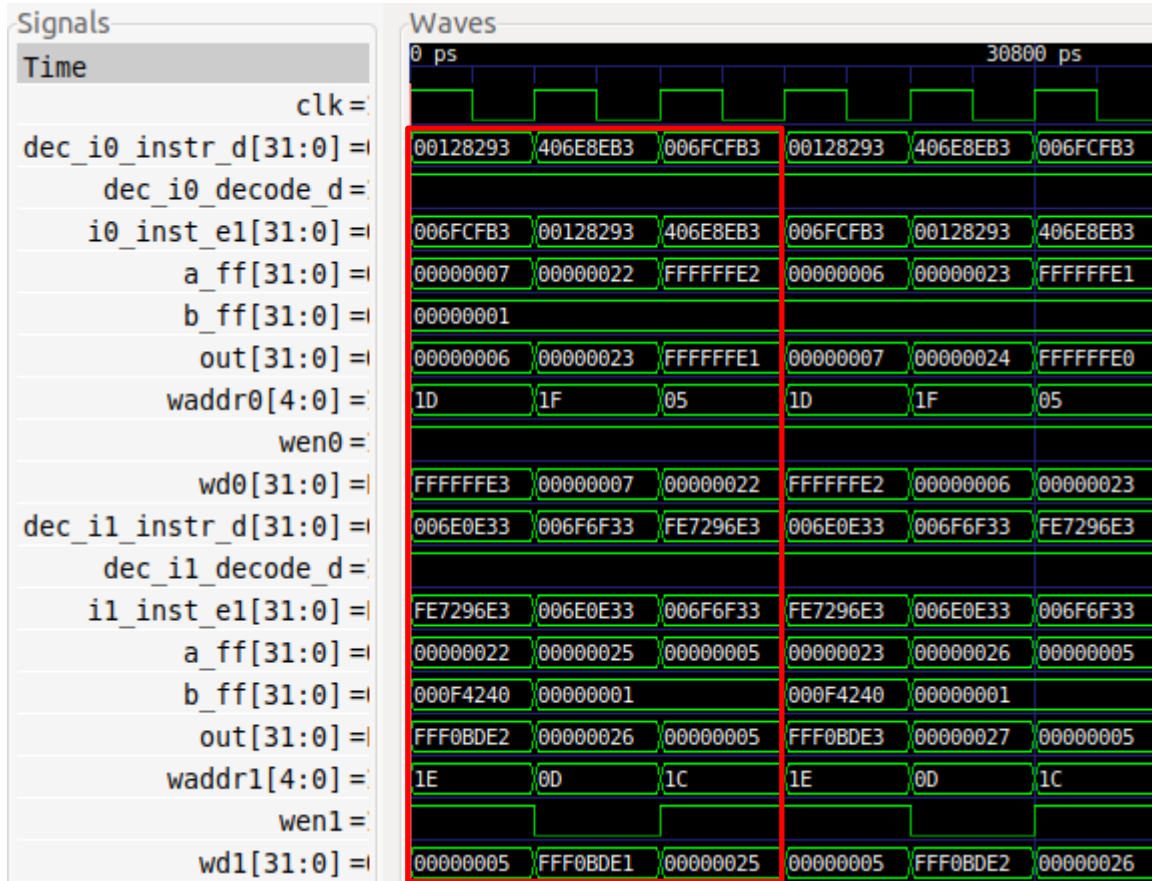 Signals Waves
Time 0 ps 30800 ps
clk =
dec_i0_instr_d[31:0] = 00128293 406E8EB3 006FCFB3 00128293 406E8EB3 006FCFB3
dec_i0_decode_d =
i0_inst_e1[31:0] = 006FCFB3 00128293 406E8EB3 006FCFB3 00128293 406E8EB3
a_ff[31:0] = 00000007 00000022 FFFFFFE2 00000006 00000023 FFFFFFE1
b_ff[31:0] = 00000001
out[31:0] = 00000006 00000023 FFFFFFE1 00000007 00000024 FFFFFFE0
waddr0[4:0] = 1D 1F 05 1D 1F 05
wen0 =
wd0[31:0] = FFFFFFE3 00000007 00000022 FFFFFFE2 00000006 00000023
dec_i1_instr_d[31:0] = 006E0E33 006F6F33 FE7296E3 006E0E33 006F6F33 FE7296E3
dec_i1_decode_d =
i1_inst_e1[31:0] = FE7296E3 006E0E33 006F6F33 FE7296E3 006E0E33 006F6F33
a_ff[31:0] = 00000022 00000025 00000005 00000023 00000026 00000005
b_ff[31:0] = 000F4240 00000001 000F4240 00000001
out[31:0] = FFF0BDE2 00000026 00000005 FFF0BDE3 00000027 00000005
waddr1[4:0] = 1E 0D 1C 1E 0D 1C
wen1 =
wd1[31:0] = 00000005 FFF0BDE1 00000025 00000005 FFF0BDE2 00000026